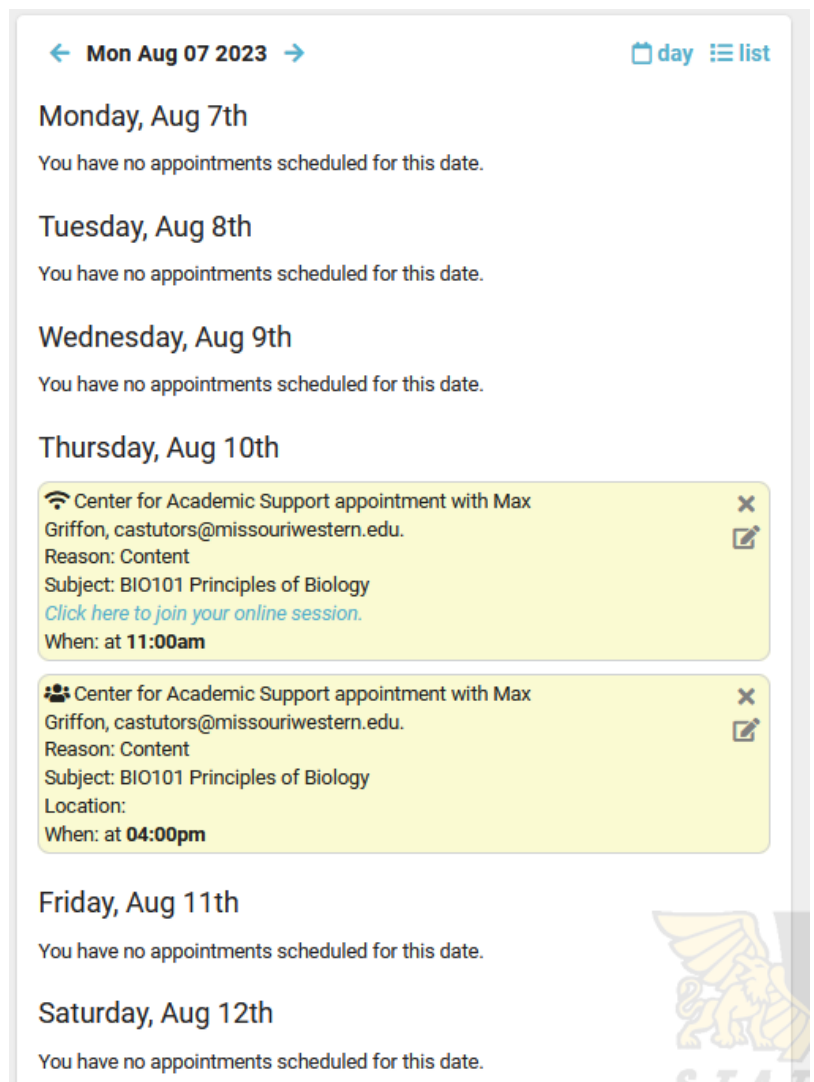 Mon Aug 07 2023
day
list
Monday, Aug 7th
You have no appointments scheduled for this date.
Tuesday, Aug 8th
You have no appointments scheduled for this date.
Wednesday, Aug 9th
You have no appointments scheduled for this date.
Thursday, Aug 10th
Center for Academic Support appointment with Max
Griffon, castutors@missouriwestern.edu.
Reason: Content
Subject: BIO101 Principles of Biology
Click here to join your online session.
When: at 11:00am
Center for Academic Support appointment with Max
Griffon, castutors@missouriwestern.edu.
Reason: Content
Subject: BIO101 Principles of Biology
Location:
When: at 04:00pm
Friday, Aug 11th
You have no appointments scheduled for this date.
Saturday, Aug 12th
You have no appointments scheduled for this date.